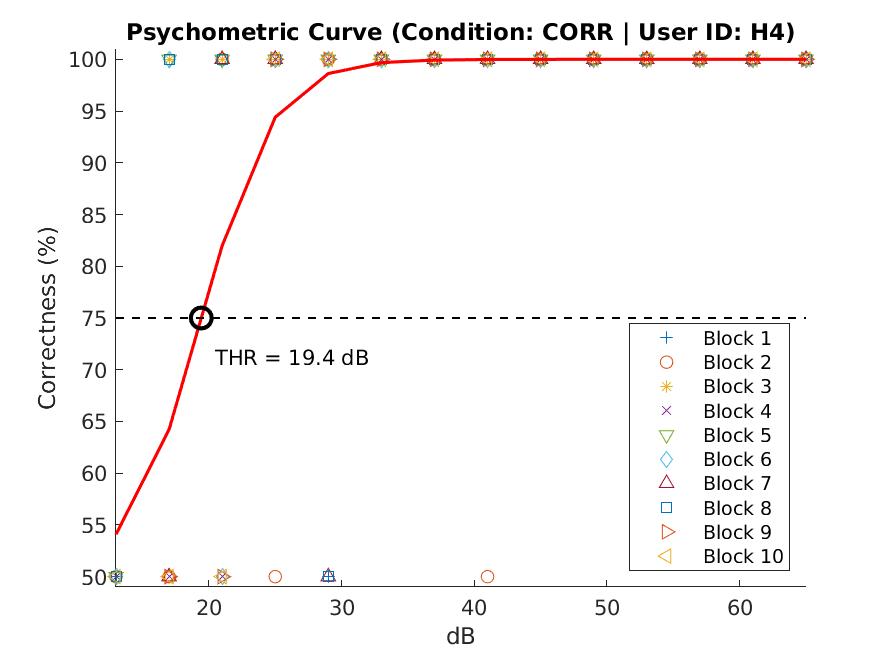 Psychometric Curve (Condition: CORR | User ID: H4)
100
95
90
85
80
75
70
65
60
55
50
Correctness (%)
THR = 19.4 dB
Block 1
Block 2
Block 3
Block 4
Block 5
Block 6
Block 7
Block 8
Block 9
Block 10
20 30 40 50 60
dB